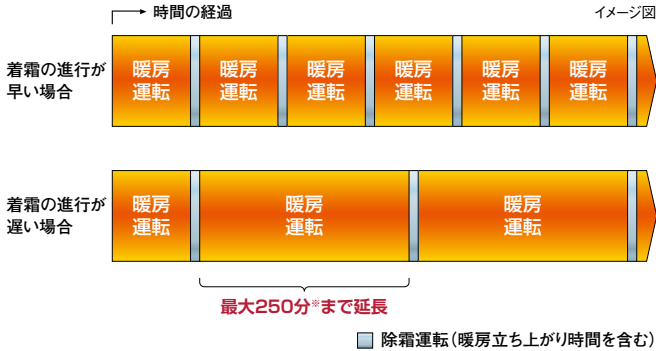 時間の経過
イメージ図
着霜の進行が
早い場合
暖房
運転
暖房
運転
暖房
運転
暖房
運転
暖房
運転
暖房
運転
着霜の進行が
遅い場合
暖房
運転
暖房
運転
暖房
運転
最大250分※まで延長
除霜運転(暖房立ち上がり時間を含む)